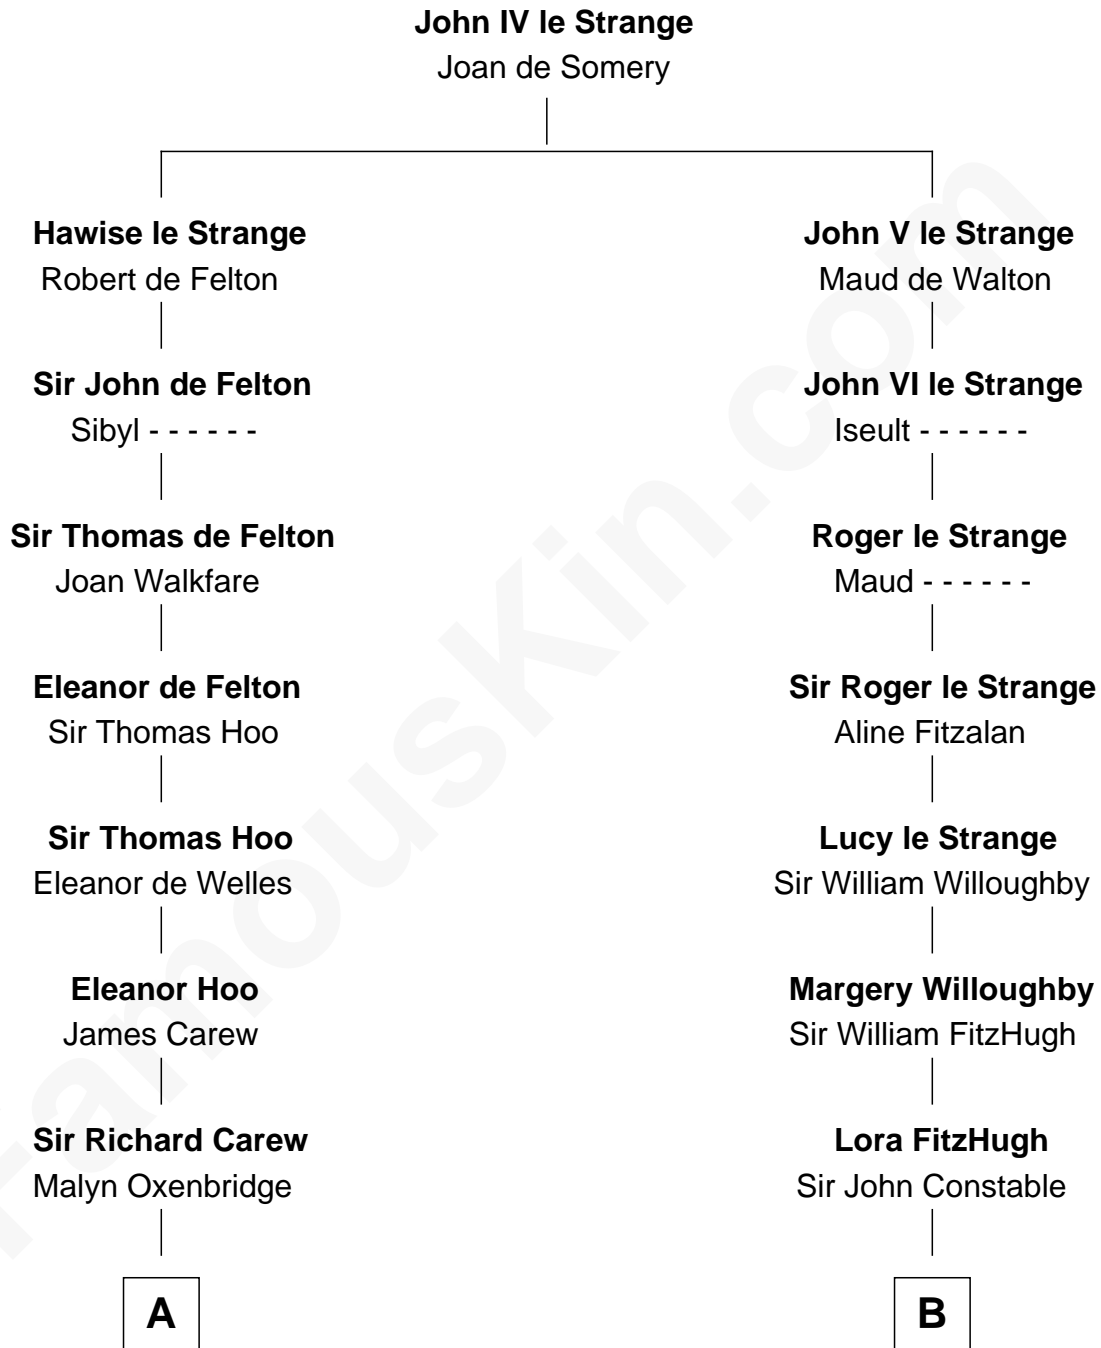 John IV le Strange
Joan de Somery
Hawise le Strange
Robert de Felton
Sir John de Felton
Sibyl - - - - - -
Sir Thomas de Felton
Joan Walkfare
Eleanor de Felton
Sir Thomas Hoo
Sir Thomas Hoo
Eleanor de Welles
Eleanor Hoo
James Carew
Sir Richard Carew
Malyn Oxenbridge
A
John V le Strange
Maud de Walton
John VI le Strange
Iseult - - - - - -
Roger le Strange
Maud - - - - - -
Sir Roger le Strange
Aline Fitzalan
Lucy le Strange
Sir William Willoughby
Margery Willoughby
Sir William FitzHugh
Lora FitzHugh
Sir John Constable
B
FamousKin.com